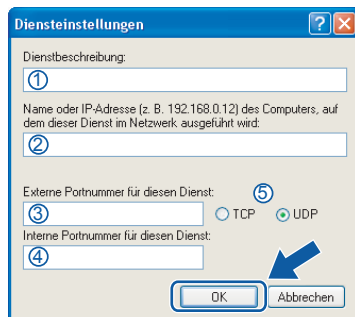 Diensteinstellungen
?
X
Dienstbeschreibung:
①
Name oder IP-Adresse (z. B. 192.168.0.12) des Computers, auf
dem dieser Dienst im Netzwerk ausgeführt wird:
②
Externe Portnummer für diesen Dienst:
⑤
③
TCP
UDP
Interne Portnummer für diesen Dienst:
④
OK
Abbrechen